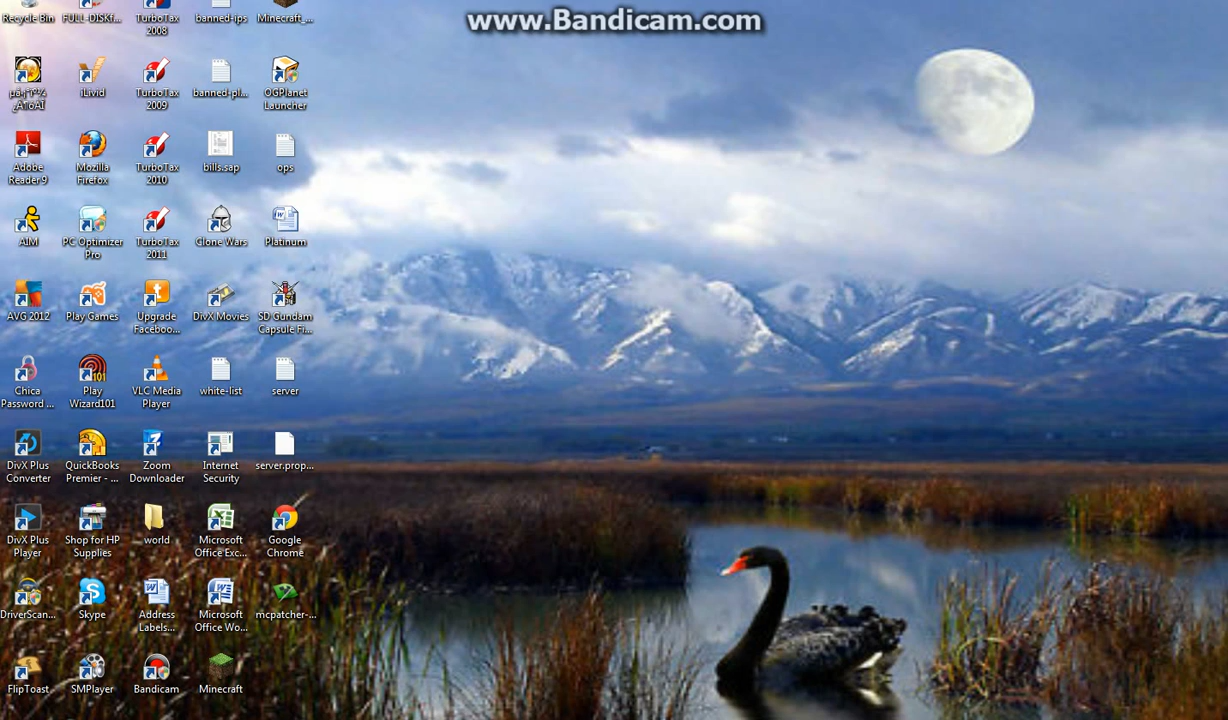 www.Bandicam.com
Recycle Bin
FULL-DISKf...
TurboTax
2008
banned-ips
Minecraft_...
iLivid
TurboTax
2009
banned-pl...
OGPlanet
Launcher
Adobe
Reader 9
Mozilla
Firefox
TurboTax
2010
bills.sap
ops
AIM
PC Optimizer
Pro
TurboTax
2011
Clone Wars
Platinum
AVG 2012
Play Games
Upgrade
Faceboo...
DivX Movies
SD Gundam
Capsule Fi...
Chica
Password ...
Play
Wizard101
VLC Media
Player
white-list
server
DivX Plus
Converter
QuickBooks
Premier - ...
Zoom
Downloader
Internet
Security
server.prop...
DivX Plus
Player
Shop for HP
Supplies
world
Microsoft
Office Exc...
Google
Chrome
DriverScan...
Skype
Address
Labels...
Microsoft
Office Wo...
mcpatcher-...
FlipToast
SMPlayer
Bandicam
Minecraft